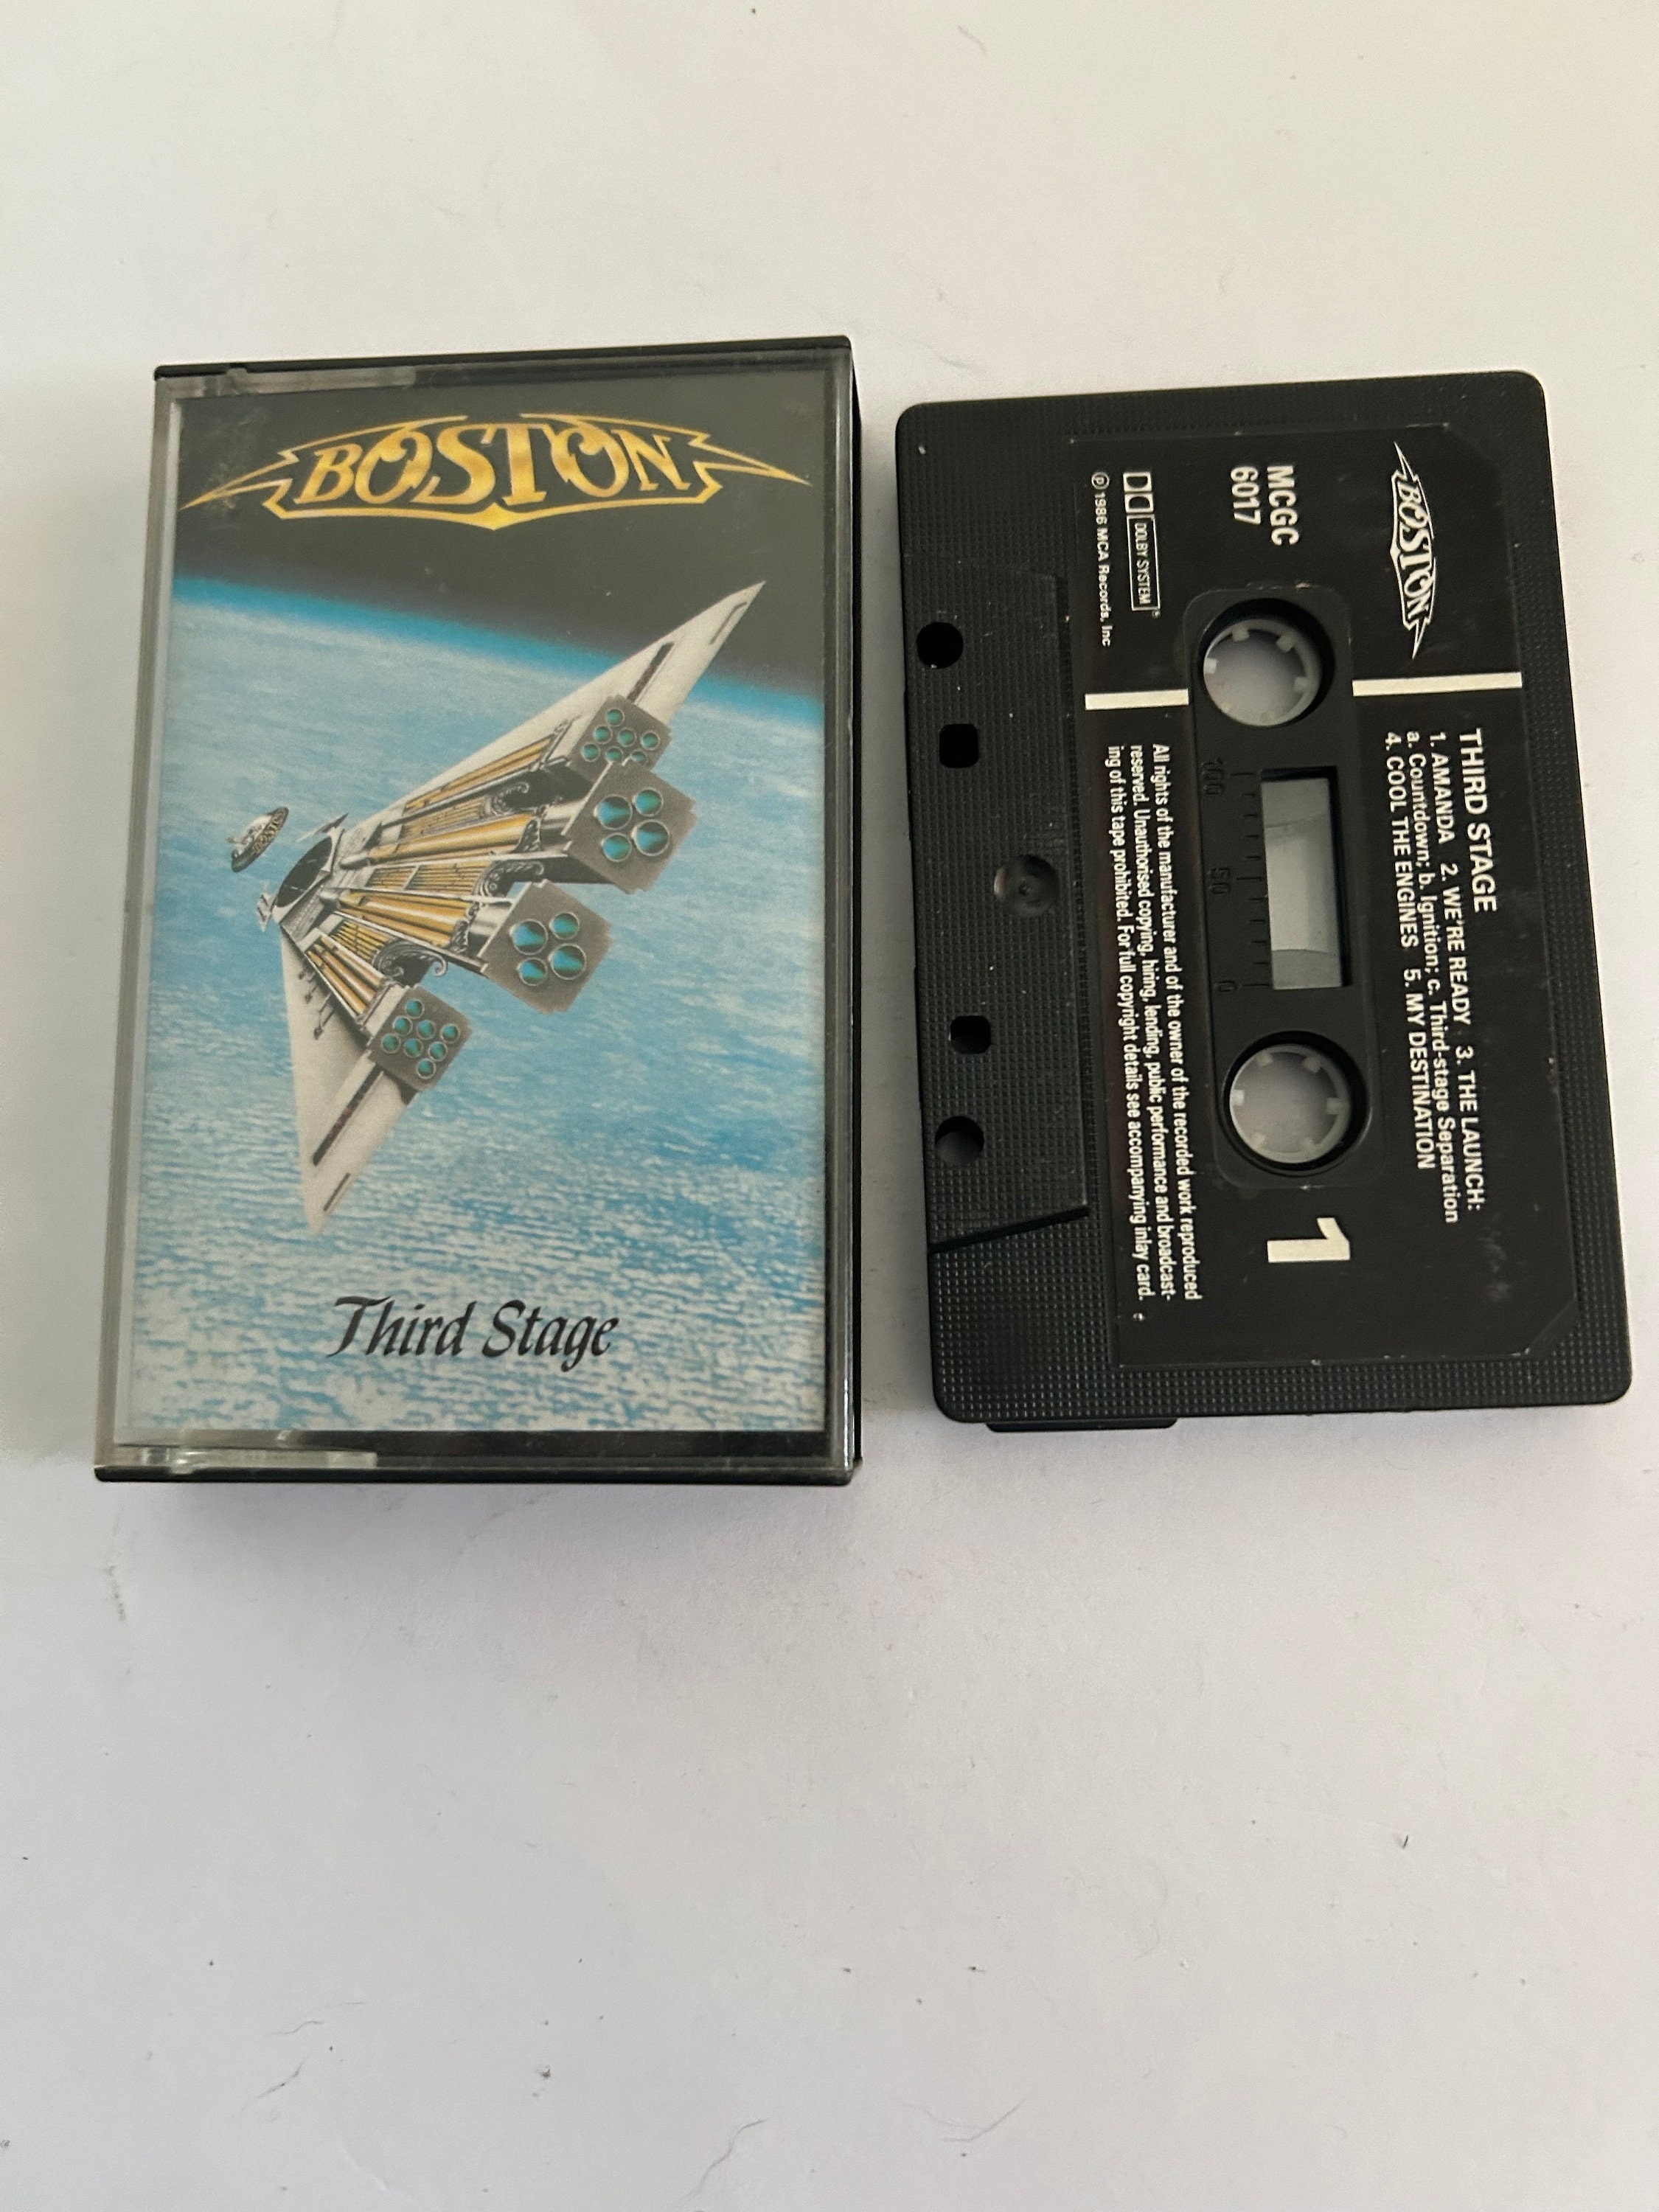 BOSTON
Third Stage
BOSTON
THIRD STAGE
1. AMANDA 2. WE'RE READY 3. THE LAUNCH:
a. Countdown; b. Ignition; c. Third-stage Separation
4. COOL THE ENGINES 5. MY DESTINATION
MCGC
6017
1
100 50 0
DOLBY SYSTEM®
℗ 1986 MCA Records, Inc
All rights of the manufacturer and of the owner of the recorded work reproduced
reserved. Unauthorised copying, hiring, lending, public performance and broadcast-
ing of this tape prohibited. For full copyright details see accompanying inlay card.